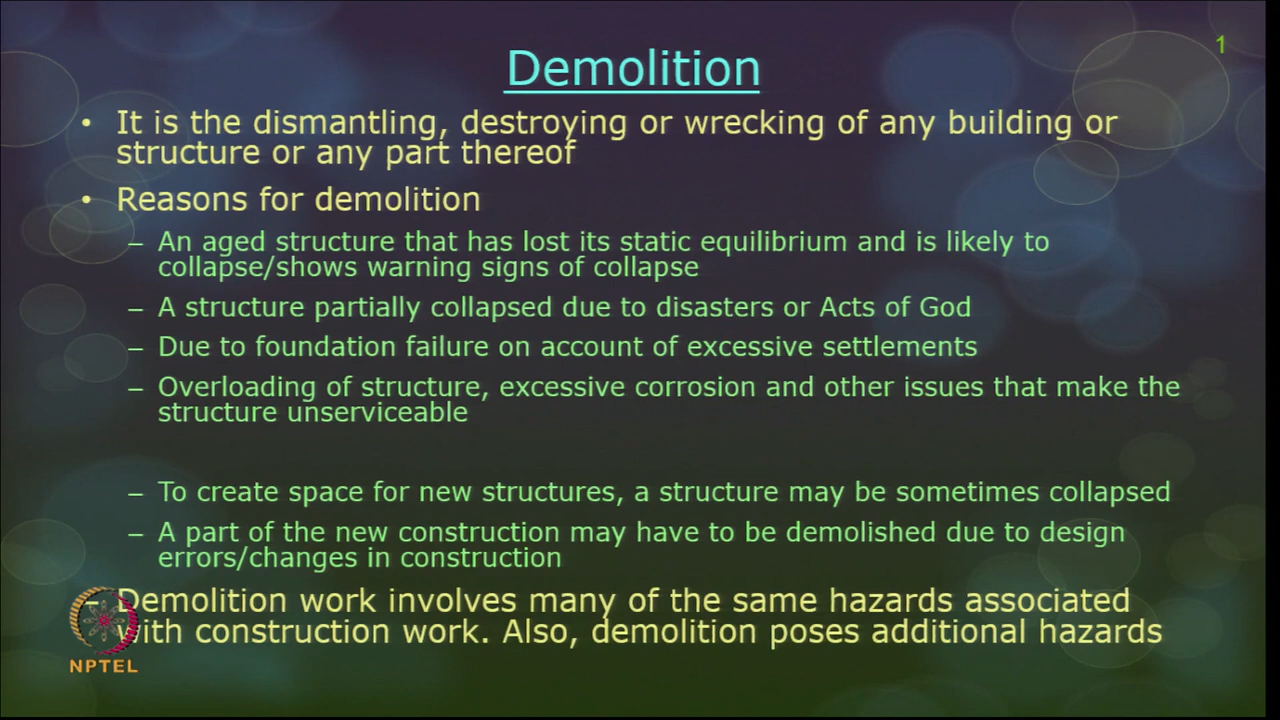 1
Demolition
• It is the dismantling, destroying or wrecking of any building or
structure or any part thereof
• Reasons for demolition
– An aged structure that has lost its static equilibrium and is likely to
collapse/shows warning signs of collapse
– A structure partially collapsed due to disasters or Acts of God
– Due to foundation failure on account of excessive settlements
– Overloading of structure, excessive corrosion and other issues that make the
structure unserviceable
– To create space for new structures, a structure may be sometimes collapsed
– A part of the new construction may have to be demolished due to design
errors/changes in construction
– Demolition work involves many of the same hazards associated
with construction work. Also, demolition poses additional hazards
NPTEL